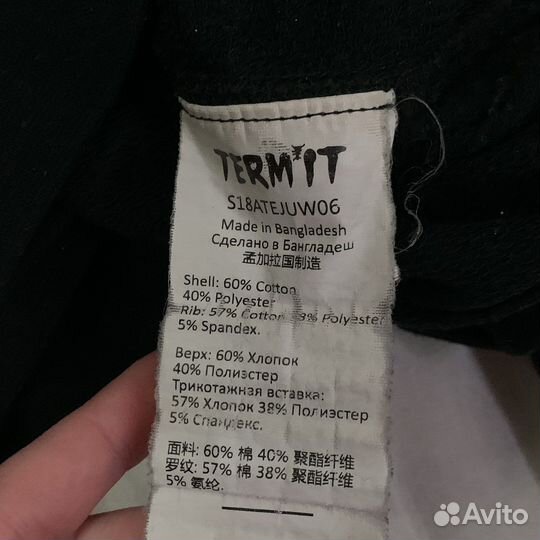 TERMIT
S18ATEJUW06
Made in Bangladesh
Сделано в Бангладеш
孟加拉国制造
Shell: 60% Cotton
40% Polyester
Rib: 57% Cotton 38% Polyester
5% Spandex.
Верх: 60% Хлопок
40% Полиэстер
Трикотажная вставка:
57% Хлопок 38% Полиэстер
5% Спандекс.
面料: 60% 棉 40% 聚酯纤维
罗纹: 57% 棉 38% 聚酯纤维
5% 氨纶.
Avito